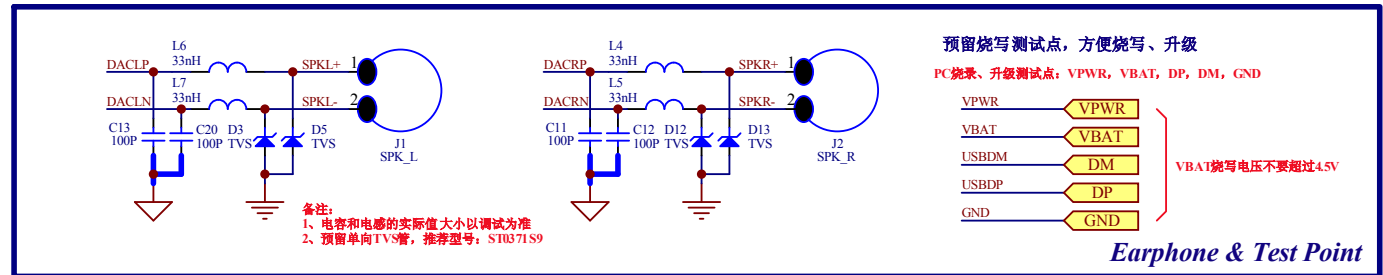 L6
33nH
DACLP
SPKL+
1
L7
33nH
DACLN
SPKL-
2
C13
100P
C20
100P
D3
TVS
D5
TVS
J1
SPK_L
备注：
1、电容和电感的实际值大小以调试为准
2、预留单向TVS管，推荐型号：ST0371S9
L4
33nH
DACRP
SPKR+
1
L5
33nH
DACRN
SPKR-
2
C11
100P
C12
100P
D12
TVS
D13
TVS
J2
SPK_R
预留烧写测试点，方便烧写、升级
PC烧录、升级测试点：VPWR，VBAT，DP，DM，GND
VPWR
VPWR
VBAT
VBAT
USBDM
DM
USBDP
DP
GND
GND
VBAT烧写电压不要超过4.5V
Earphone & Test Point